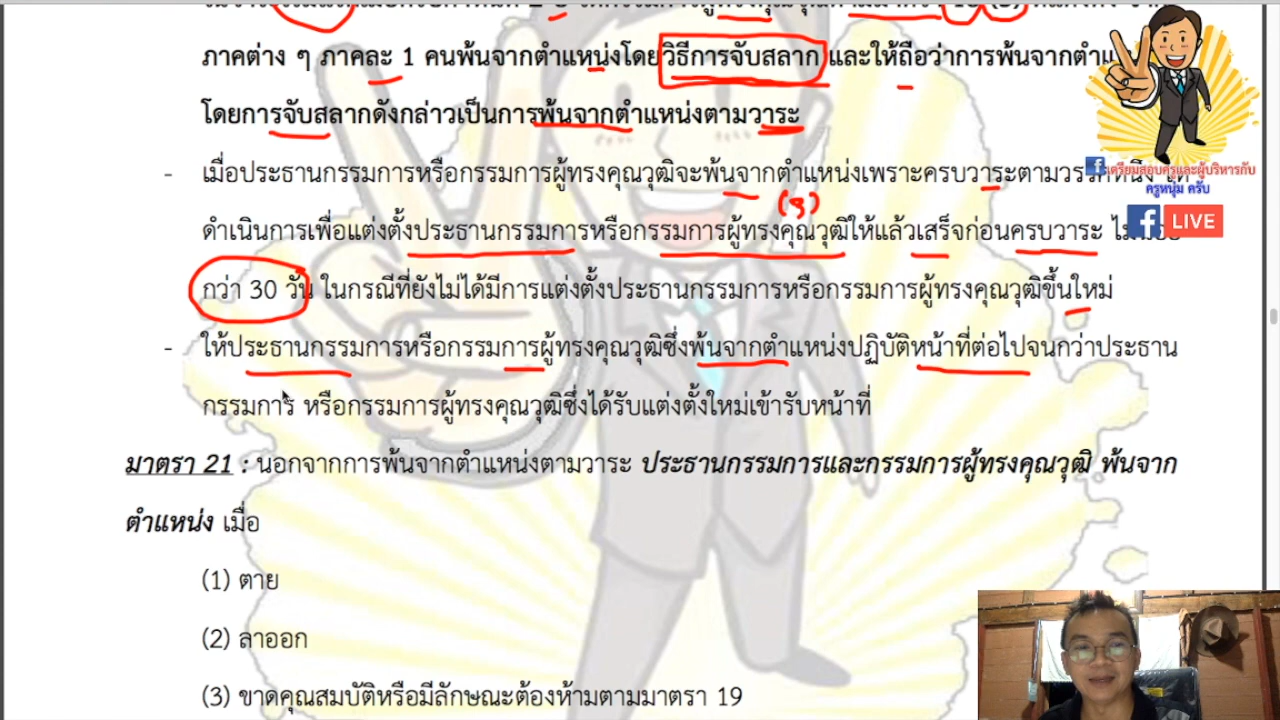 ภาคต่าง ๆ ภาคละ 1 คนพ้นจากตำแหน่งโดยวิธีการจับสลาก และให้ถือว่าการพ้นจากตำแ
โดยการจับสลากดังกล่าวเป็นการพ้นจากตำแหน่งตามวาระ
- เมื่อประธานกรรมการหรือกรรมการผู้ทรงคุณวุฒิจะพ้นจากตำแหน่งเพราะครบวาระตามวรรคหนึ่ง ให้
(3)
ดำเนินการเพื่อแต่งตั้งประธานกรรมการหรือกรรมการผู้ทรงคุณวุฒิให้แล้วเสร็จก่อนครบวาระ ไม่น้อย
กว่า 30 วัน ในกรณีที่ยังไม่ได้มีการแต่งตั้งประธานกรรมการหรือกรรมการผู้ทรงคุณวุฒิขึ้นใหม่
- ให้ประธานกรรมการหรือกรรมการผู้ทรงคุณวุฒิซึ่งพ้นจากตำแหน่งปฏิบัติหน้าที่ต่อไปจนกว่าประธาน
กรรมการ หรือกรรมการผู้ทรงคุณวุฒิซึ่งได้รับแต่งตั้งใหม่เข้ารับหน้าที่
มาตรา 21 : นอกจากการพ้นจากตำแหน่งตามวาระ ประธานกรรมการและกรรมการผู้ทรงคุณวุฒิ พ้นจาก
ตำแหน่ง เมื่อ
(1) ตาย
(2) ลาออก
(3) ขาดคุณสมบัติหรือมีลักษณะต้องห้ามตามมาตรา 19
เตรียมสอบครูและผู้บริหารกับ
ครูหนุ่ม ครับ
LIVE